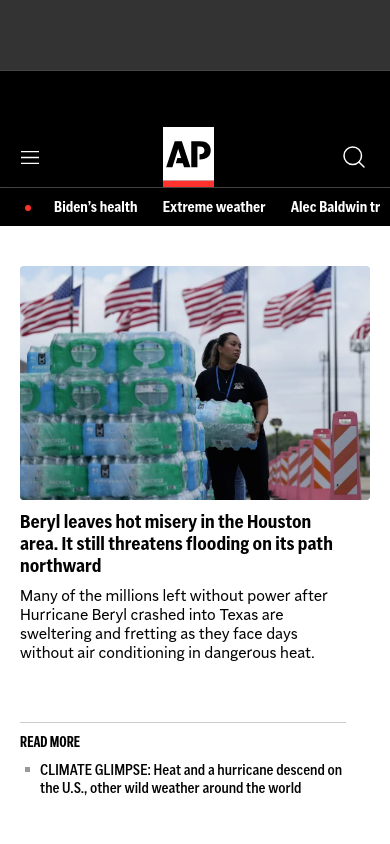 AP
Biden's health Extreme weather Alec Baldwin tr
Beryl leaves hot misery in the Houston
area. It still threatens flooding on its path
northward
Many of the millions left without power after
Hurricane Beryl crashed into Texas are
sweltering and fretting as they face days
without air conditioning in dangerous heat.
READ MORE
CLIMATE GLIMPSE: Heat and a hurricane descend on
the U.S., other wild weather around the world